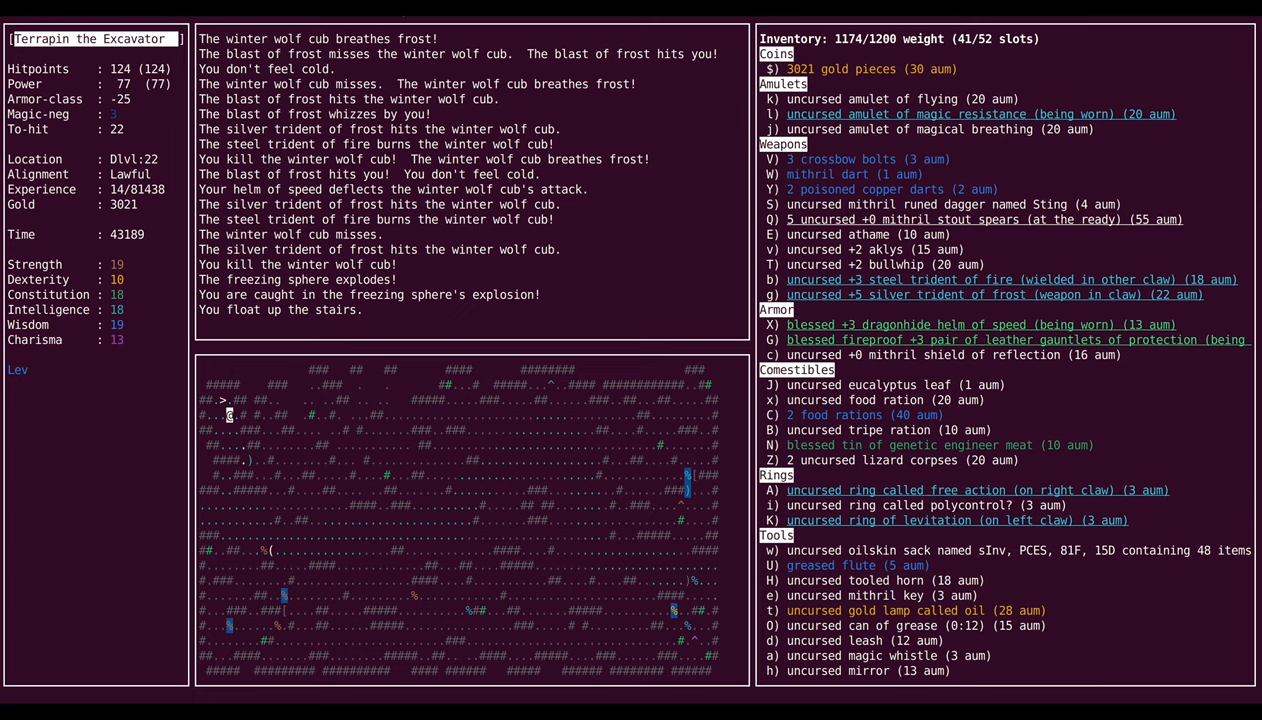 [Terrapin the Excavator ]
Hitpoints : 124 (124)
Power : 77 (77)
Armor-class : -25
Magic-neg : 3
To-hit : 22
Location : Dlvl:22
Alignment : Lawful
Experience : 14/81438
Gold : 3021
Time : 43189
Strength : 19
Dexterity : 10
Constitution : 18
Intelligence : 18
Wisdom : 19
Charisma : 13
Lev
The winter wolf cub breathes frost!
The blast of frost misses the winter wolf cub. The blast of frost hits you!
You don't feel cold.
The winter wolf cub misses. The winter wolf cub breathes frost!
The blast of frost hits the winter wolf cub.
The blast of frost whizzes by you!
The silver trident of frost hits the winter wolf cub.
The steel trident of fire burns the winter wolf cub!
You kill the winter wolf cub! The winter wolf cub breathes frost!
The blast of frost hits you! You don't feel cold.
Your helm of speed deflects the winter wolf cub's attack.
The silver trident of frost hits the winter wolf cub.
The steel trident of fire burns the winter wolf cub!
The winter wolf cub misses.
The silver trident of frost hits the winter wolf cub.
You kill the winter wolf cub!
The freezing sphere explodes!
You are caught in the freezing sphere's explosion!
You float up the stairs.
Inventory: 1174/1200 weight (41/52 slots)
Coins
$) 3021 gold pieces (30 aum)
Amulets
k) uncursed amulet of flying (20 aum)
l) uncursed amulet of magic resistance (being worn) (20 aum)
j) uncursed amulet of magical breathing (20 aum)
Weapons
V) 3 crossbow bolts (3 aum)
W) mithril dart (1 aum)
Y) 2 poisoned copper darts (2 aum)
S) uncursed mithril runed dagger named Sting (4 aum)
Q) 5 uncursed +0 mithril stout spears (at the ready) (55 aum)
E) uncursed athame (10 aum)
v) uncursed +2 aklys (15 aum)
T) uncursed +2 bullwhip (20 aum)
b) uncursed +3 steel trident of fire (wielded in other claw) (18 aum)
g) uncursed +5 silver trident of frost (weapon in claw) (22 aum)
Armor
X) blessed +3 dragonhide helm of speed (being worn) (13 aum)
G) blessed fireproof +3 pair of leather gauntlets of protection (being
c) uncursed +0 mithril shield of reflection (16 aum)
Comestibles
J) uncursed eucalyptus leaf (1 aum)
x) uncursed food ration (20 aum)
C) 2 food rations (40 aum)
B) uncursed tripe ration (10 aum)
N) blessed tin of genetic engineer meat (10 aum)
Z) 2 uncursed lizard corpses (20 aum)
Rings
A) uncursed ring called free action (on right claw) (3 aum)
i) uncursed ring called polycontrol? (3 aum)
K) uncursed ring of levitation (on left claw) (3 aum)
Tools
w) uncursed oilskin sack named sInv, PCES, 81F, 15D containing 48 items
U) greased flute (5 aum)
H) uncursed tooled horn (18 aum)
e) uncursed mithril key (3 aum)
t) uncursed gold lamp called oil (28 aum)
O) uncursed can of grease (0:12) (15 aum)
d) uncursed leash (12 aum)
a) uncursed magic whistle (3 aum)
h) uncursed mirror (13 aum)